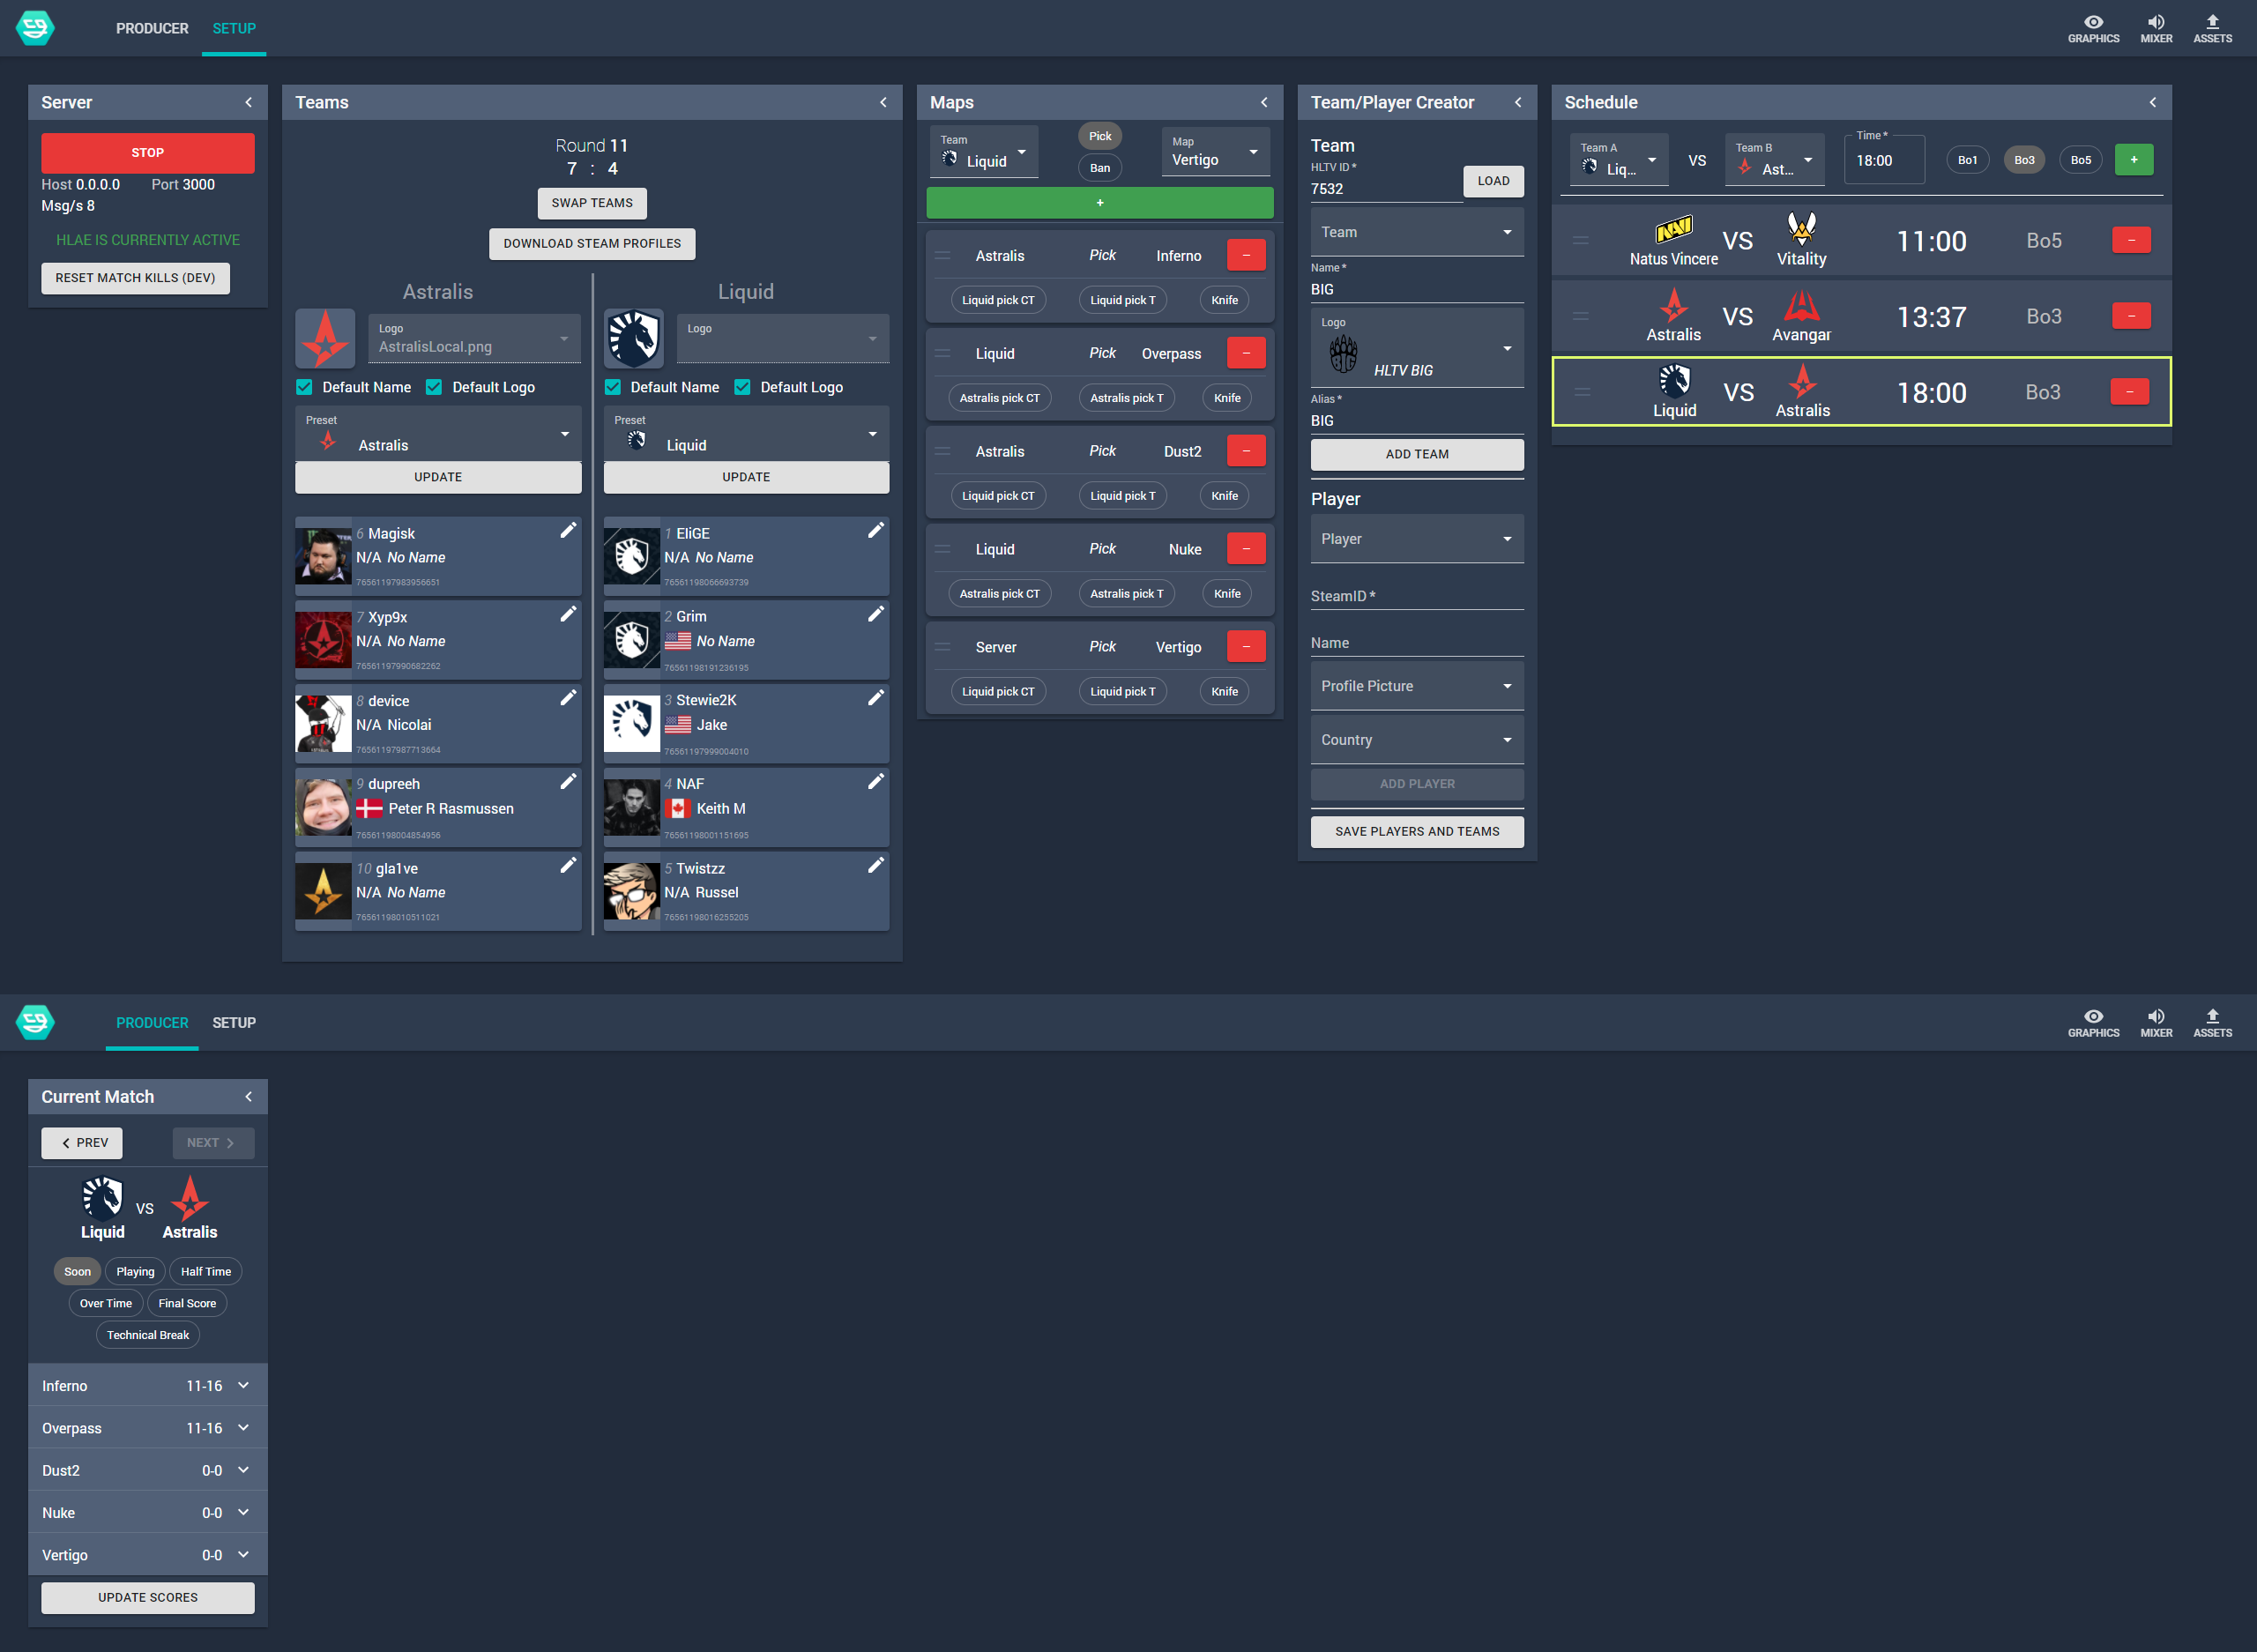 PRODUCER SETUP
GRAPHICS MIXER ASSETS
Server
STOP
Host 0.0.0.0 Port 3000
Msg/s 8
HLAE IS CURRENTLY ACTIVE
RESET MATCH KILLS (DEV)
Teams
Round 11
7 : 4
SWAP TEAMS
DOWNLOAD STEAM PROFILES
Astralis
Logo
AstralisLocal.png
Default Name Default Logo
Preset
Astralis
UPDATE
6 Magisk
N/A No Name
76561197983956651
7 Xyp9x
N/A No Name
76561197990682262
8 device
N/A Nicolai
76561197987713664
9 dupreeh
Peter R Rasmussen
76561198004854956
10 gla1ve
N/A No Name
76561198010511021
Liquid
Logo
Default Name Default Logo
Preset
Liquid
UPDATE
1 EliGE
N/A No Name
76561198066693739
2 Grim
No Name
76561198191236195
3 Stewie2K
Jake
76561197999004010
4 NAF
Keith M
76561198001151695
5 Twistzz
N/A Russel
76561198016255205
Maps
Team
Liquid
Pick
Ban
Map
Vertigo
+
Astralis Pick Inferno –
Liquid pick CT Liquid pick T Knife
Liquid Pick Overpass –
Astralis pick CT Astralis pick T Knife
Astralis Pick Dust2 –
Liquid pick CT Liquid pick T Knife
Liquid Pick Nuke –
Astralis pick CT Astralis pick T Knife
Server Pick Vertigo –
Liquid pick CT Liquid pick T Knife
Team/Player Creator
Team
HLTV ID *
7532
LOAD
Team
Name *
BIG
Logo
HLTV BIG
Alias *
BIG
ADD TEAM
Player
Player
SteamID *
Name
Profile Picture
Country
ADD PLAYER
SAVE PLAYERS AND TEAMS
Schedule
Team A
Liq...
VS
Team B
Ast...
Time *
18:00
Bo1 Bo3 Bo5 +
NAVI
Natus Vincere VS Vitality 11:00 Bo5 –
Astralis VS Avangar 13:37 Bo3 –
Liquid VS Astralis 18:00 Bo3 –
PRODUCER SETUP
GRAPHICS MIXER ASSETS
Current Match
PREV NEXT
Liquid VS Astralis
Soon Playing Half Time
Over Time Final Score
Technical Break
Inferno 11-16
Overpass 11-16
Dust2 0-0
Nuke 0-0
Vertigo 0-0
UPDATE SCORES